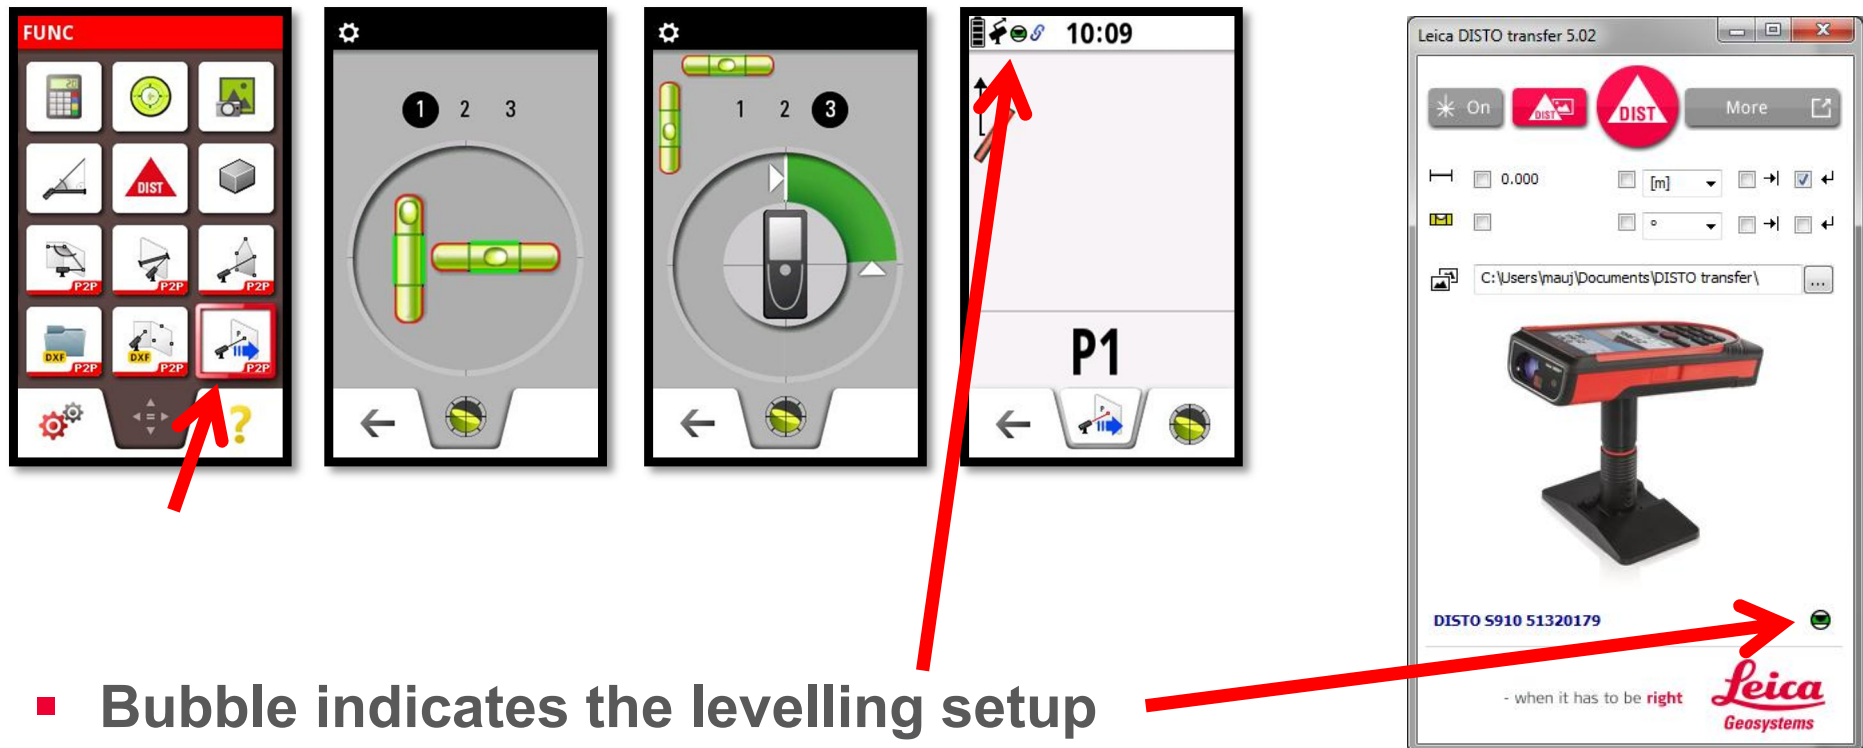 FUNC
DIST
P2P
P2P
P2P
DXF
P2P
DXF
P2P
P2P
?
1 2 3
1 2 3
10:09
P1
Leica DISTO transfer 5.02
On
DIST
DIST
More
0.000
[m]
°
C:\Users\mauj\Documents\DISTO transfer\
...
DISTO S910 51320179
- when it has to be right
Leica
Geosystems
▪ Bubble indicates the levelling setup